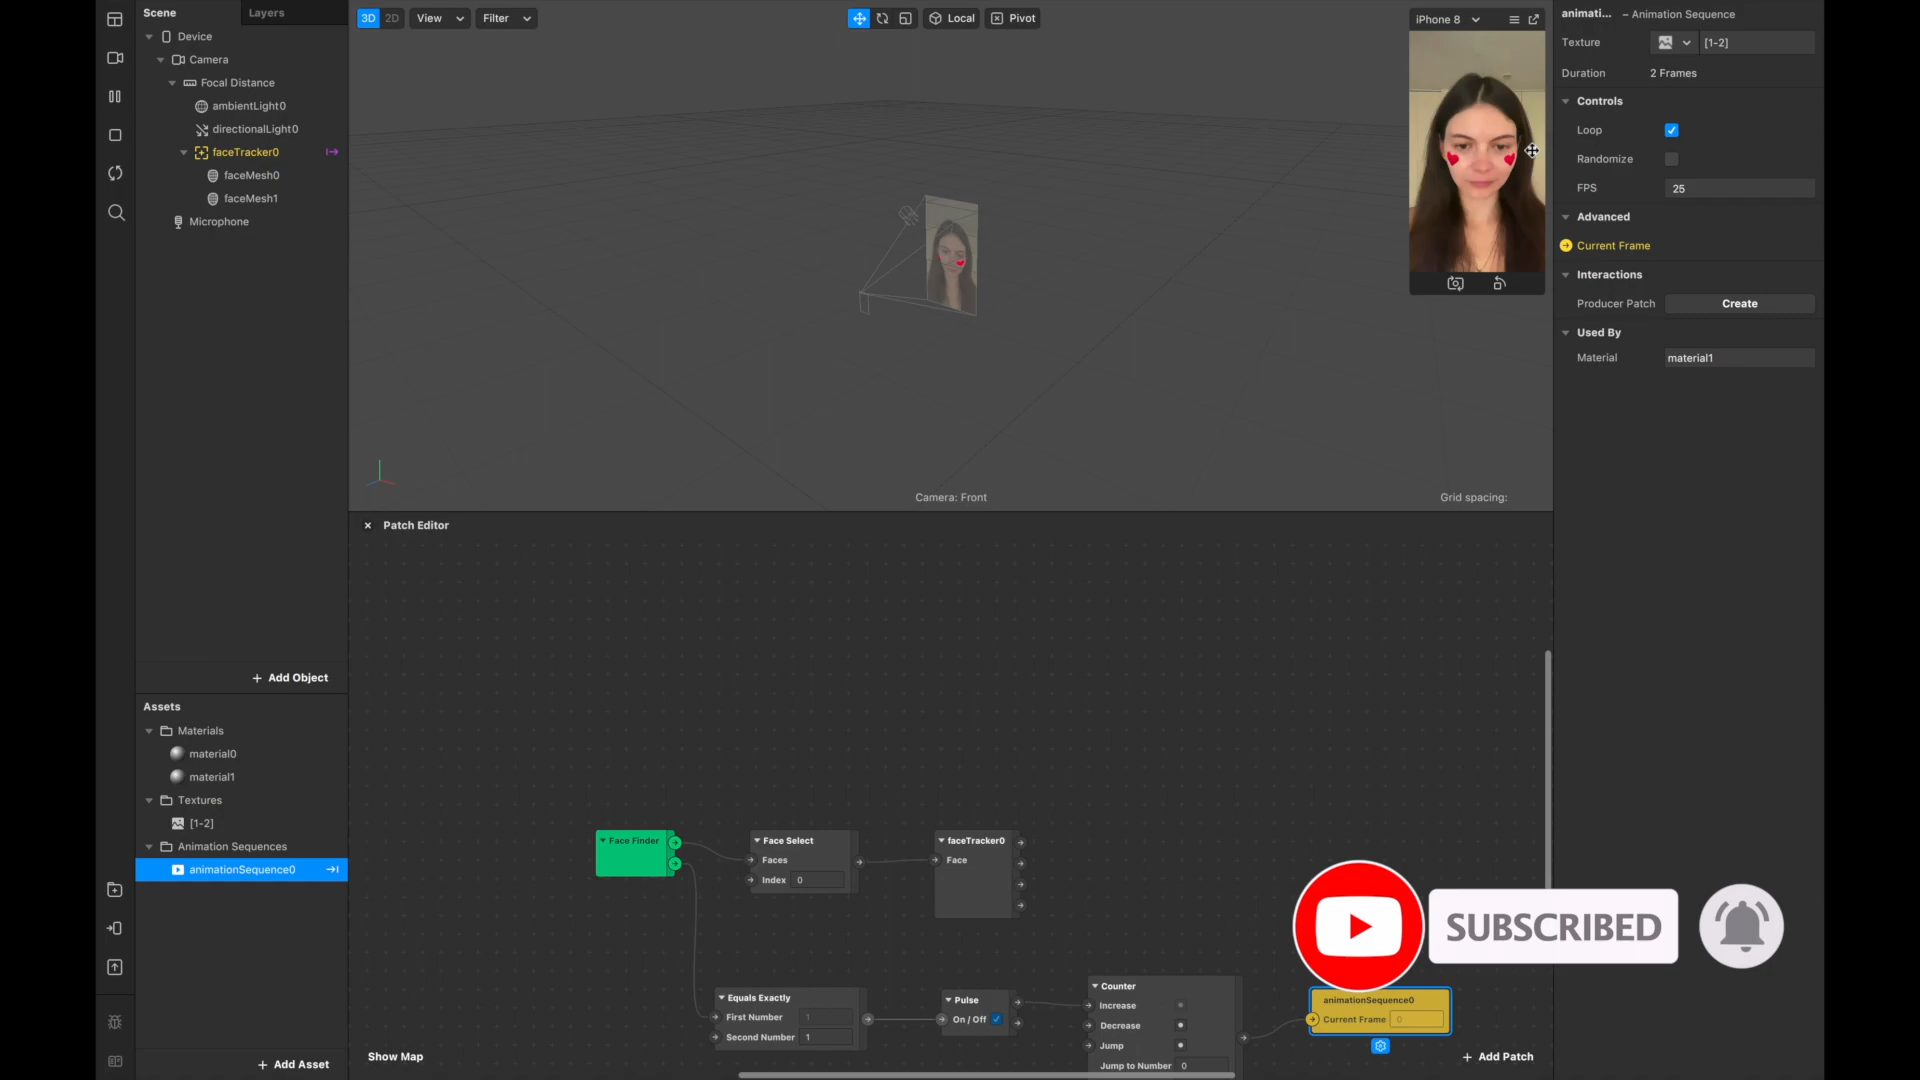 Scene
Layers
Device
Camera
Focal Distance
ambientLight0
directionalLight0
faceTracker0
faceMesh0
faceMesh1
Microphone
+ Add Object
Assets
Materials
material0
material1
Textures
[1-2]
Animation Sequences
animationSequence0
+ Add Asset
3D 2D View Filter
Local Pivot
iPhone 8
Camera: Front
Grid spacing:
× Patch Editor
Face Finder
Face Select
Faces
Index 0
faceTracker0
Face
Equals Exactly
First Number 1
Second Number 1
Pulse
On / Off
Counter
Increase
Decrease
Jump
Jump to Number 0
animationSequence0
Current Frame 0
Show Map
+ Add Patch
SUBSCRIBED
animati... – Animation Sequence
Texture [1-2]
Duration 2 Frames
Controls
Loop
Randomize
FPS 25
Advanced
Current Frame
Interactions
Producer Patch Create
Used By
Material material1